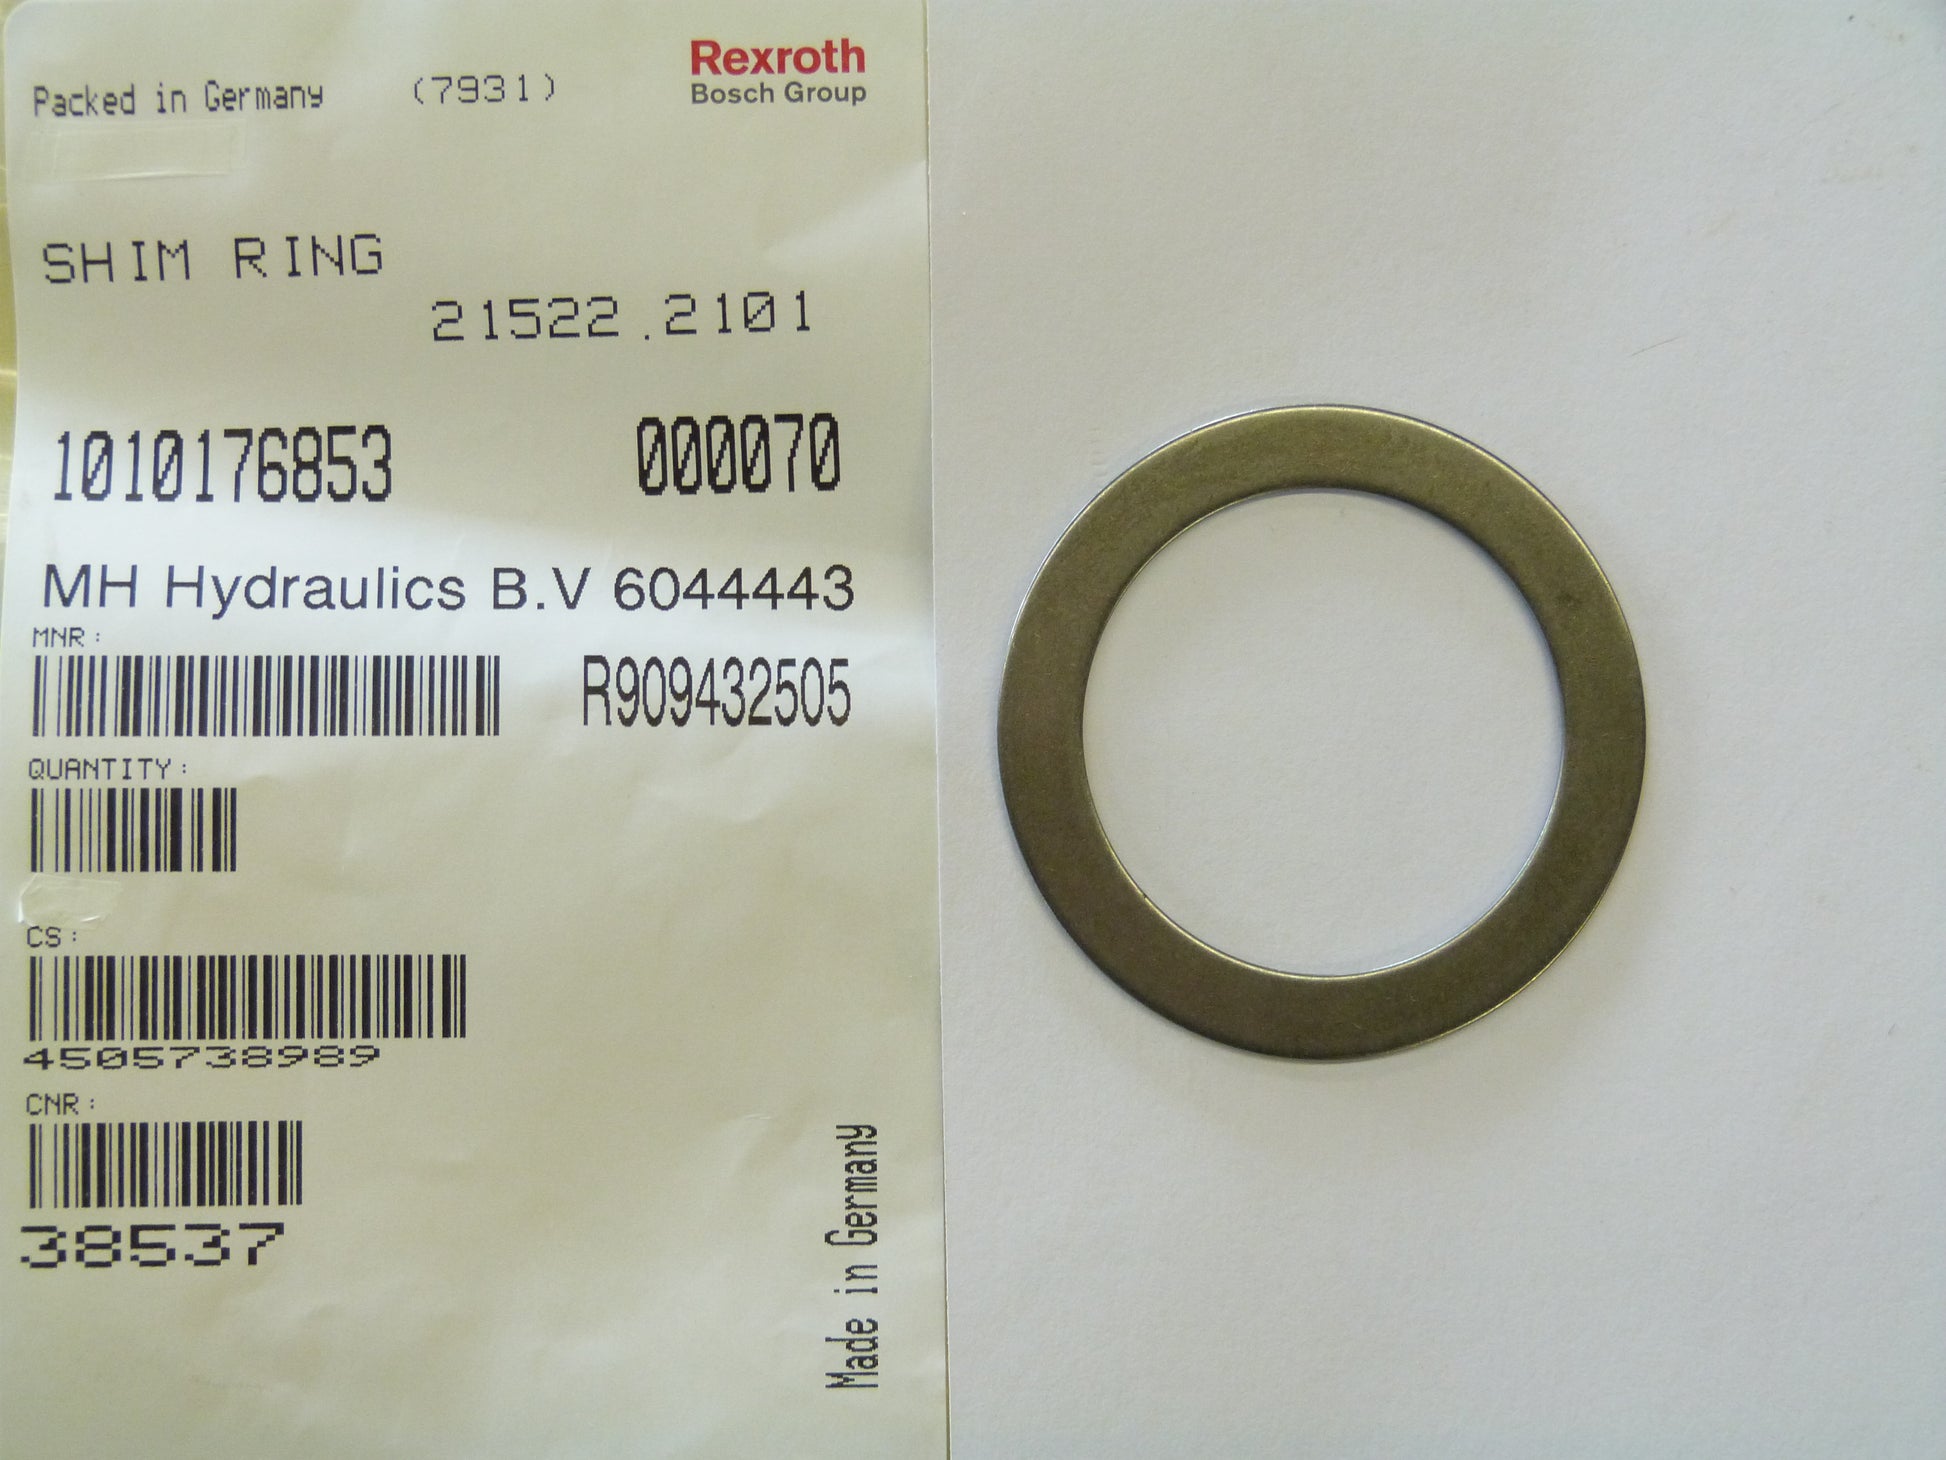 Rexroth
Bosch Group
Packed in Germany (7931)
SHIM RING
21522.2101
1010176853 000070
MH Hydraulics B.V 6044443
MNR:
R909432505
QUANTITY:
CS:
4505738989
CNR:
38537
Made in Germany